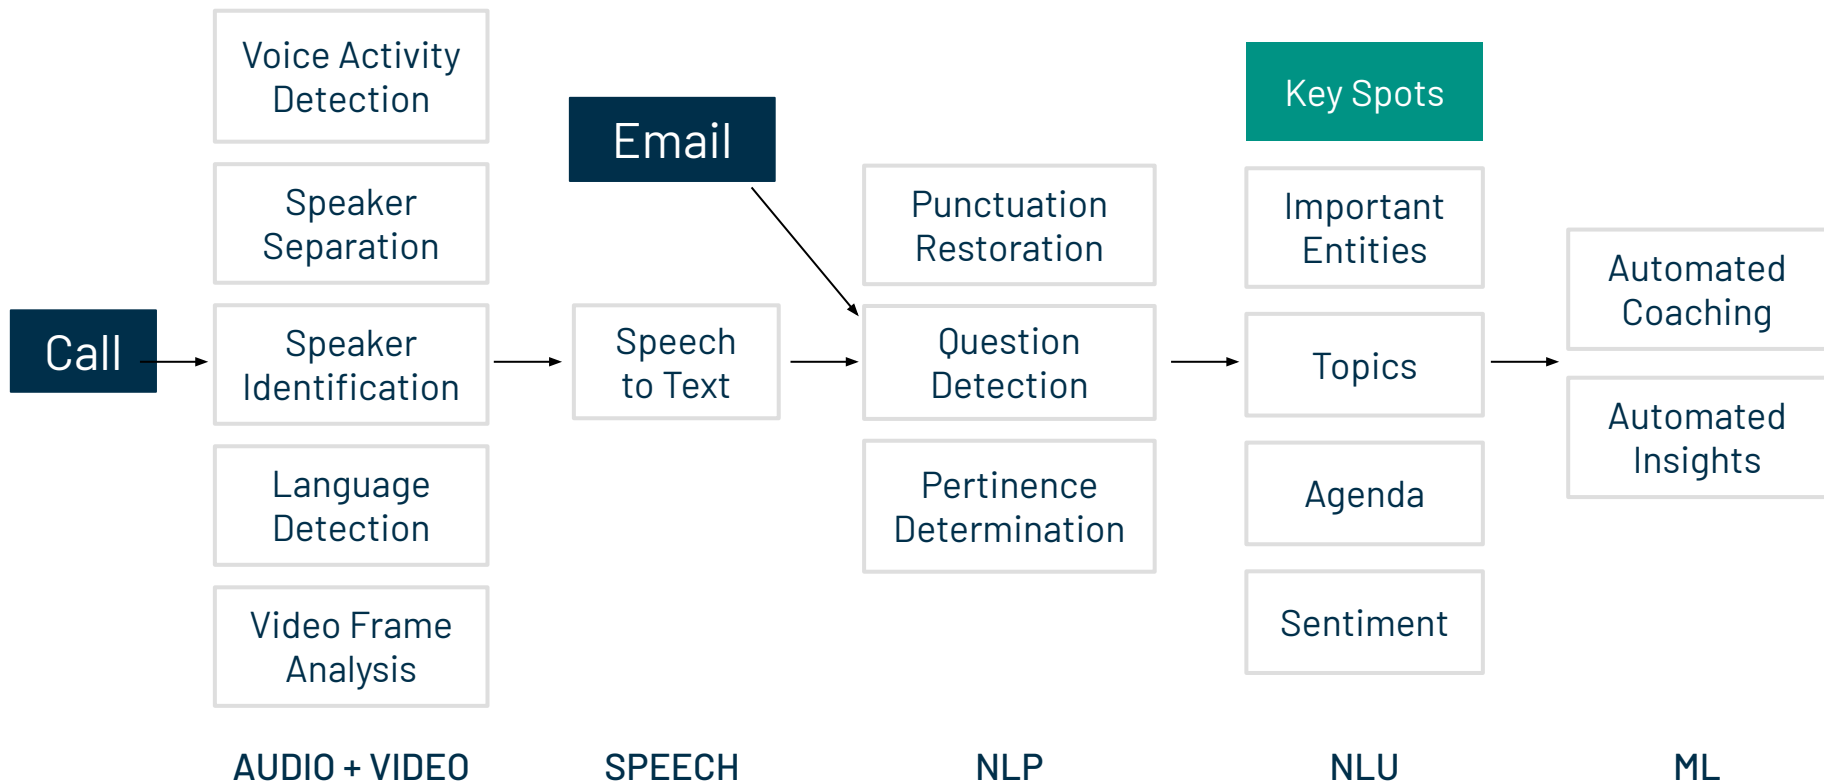 Call
Voice Activity
Detection
Speaker
Separation
Speaker
Identification
Language
Detection
Video Frame
Analysis
AUDIO + VIDEO
Email
Speech
to Text
SPEECH
Punctuation
Restoration
Question
Detection
Pertinence
Determination
NLP
Key Spots
Important
Entities
Topics
Agenda
Sentiment
NLU
Automated
Coaching
Automated
Insights
ML